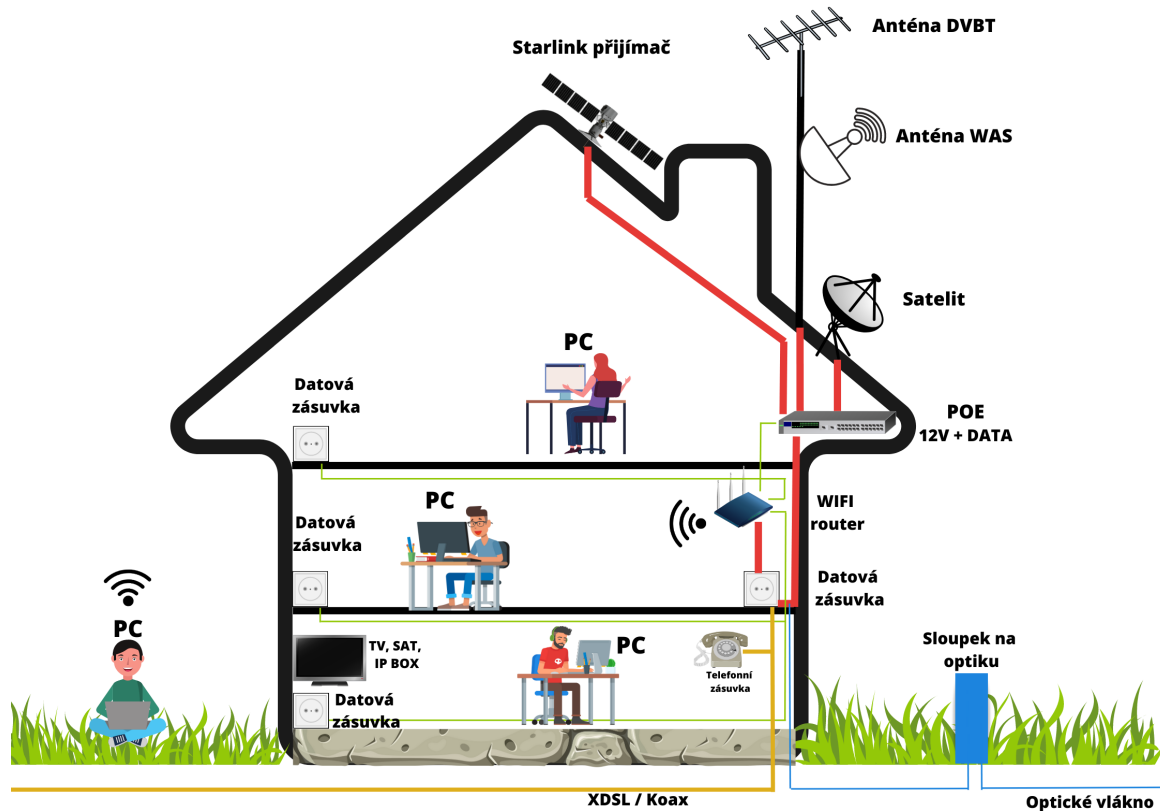 Anténa DVBT
Starlink přijímač
Anténa WAS
Satelit
PC
Datová
zásuvka
POE
12V + DATA
PC
WIFI
router
Datová
zásuvka
Datová
zásuvka
PC
PC
TV, SAT,
IP BOX
Telefonní
zásuvka
Sloupek na
optiku
Datová
zásuvka
XDSL / Koax
Optické vlákno